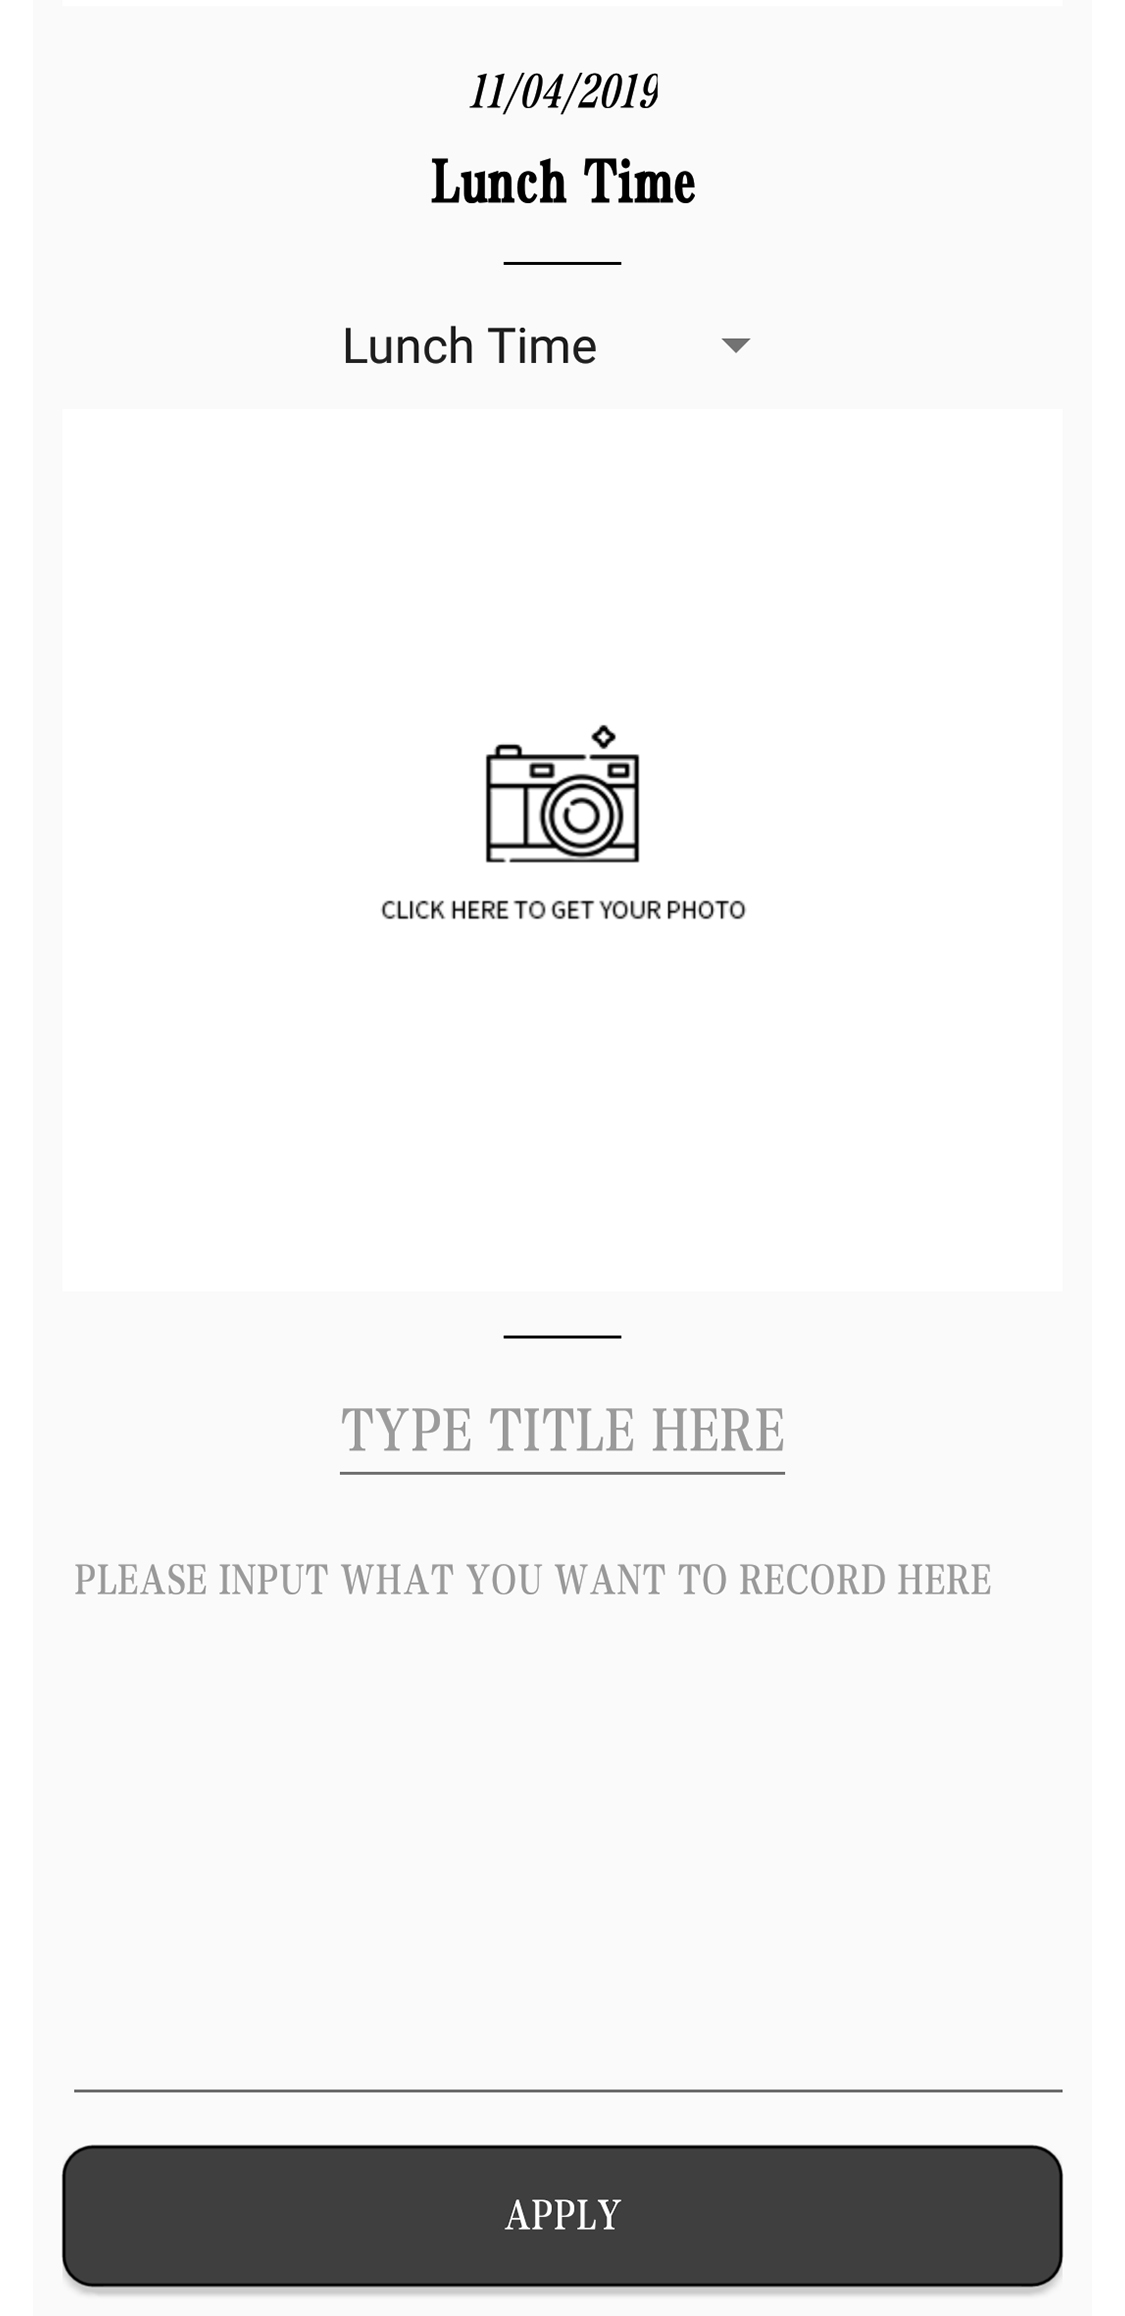 11/04/2019
Lunch Time
Lunch Time
CLICK HERE TO GET YOUR PHOTO
TYPE TITLE HERE
PLEASE INPUT WHAT YOU WANT TO RECORD HERE
APPLY